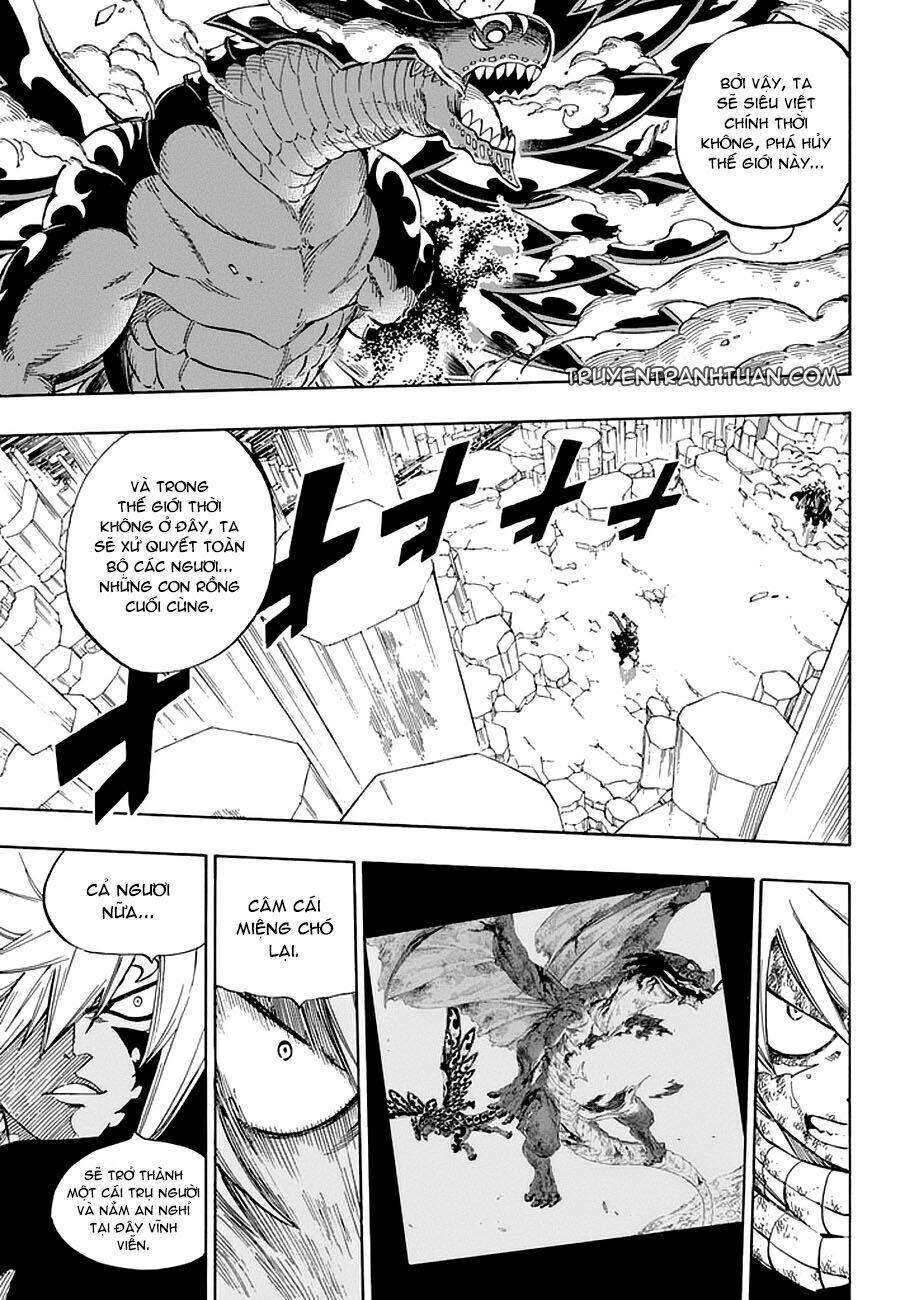 BỞI VẬY, TA
SẼ SIÊU VIỆT
CHÍNH THỜI
KHÔNG, PHÁ HỦY
THẾ GIỚI NÀY...
TRUYENTRANHTUAN.COM
VÀ TRONG
THẾ GIỚI THỜI
KHÔNG Ở ĐÂY, TA
SẼ XỬ QUYẾT TOÀN
BỘ CÁC NGƯƠI...
NHỮNG CON RỒNG
CUỐI CÙNG.
CÂM CÁI
MIỆNG CHÓ
LẠI.
CẢ NGƯƠI
NỮA...
SẼ TRỞ THÀNH
MỘT CÁI TRỤ NGƯỜI
VÀ NẰM AN NGHỈ
TẠI ĐÂY VĨNH
VIỄN.